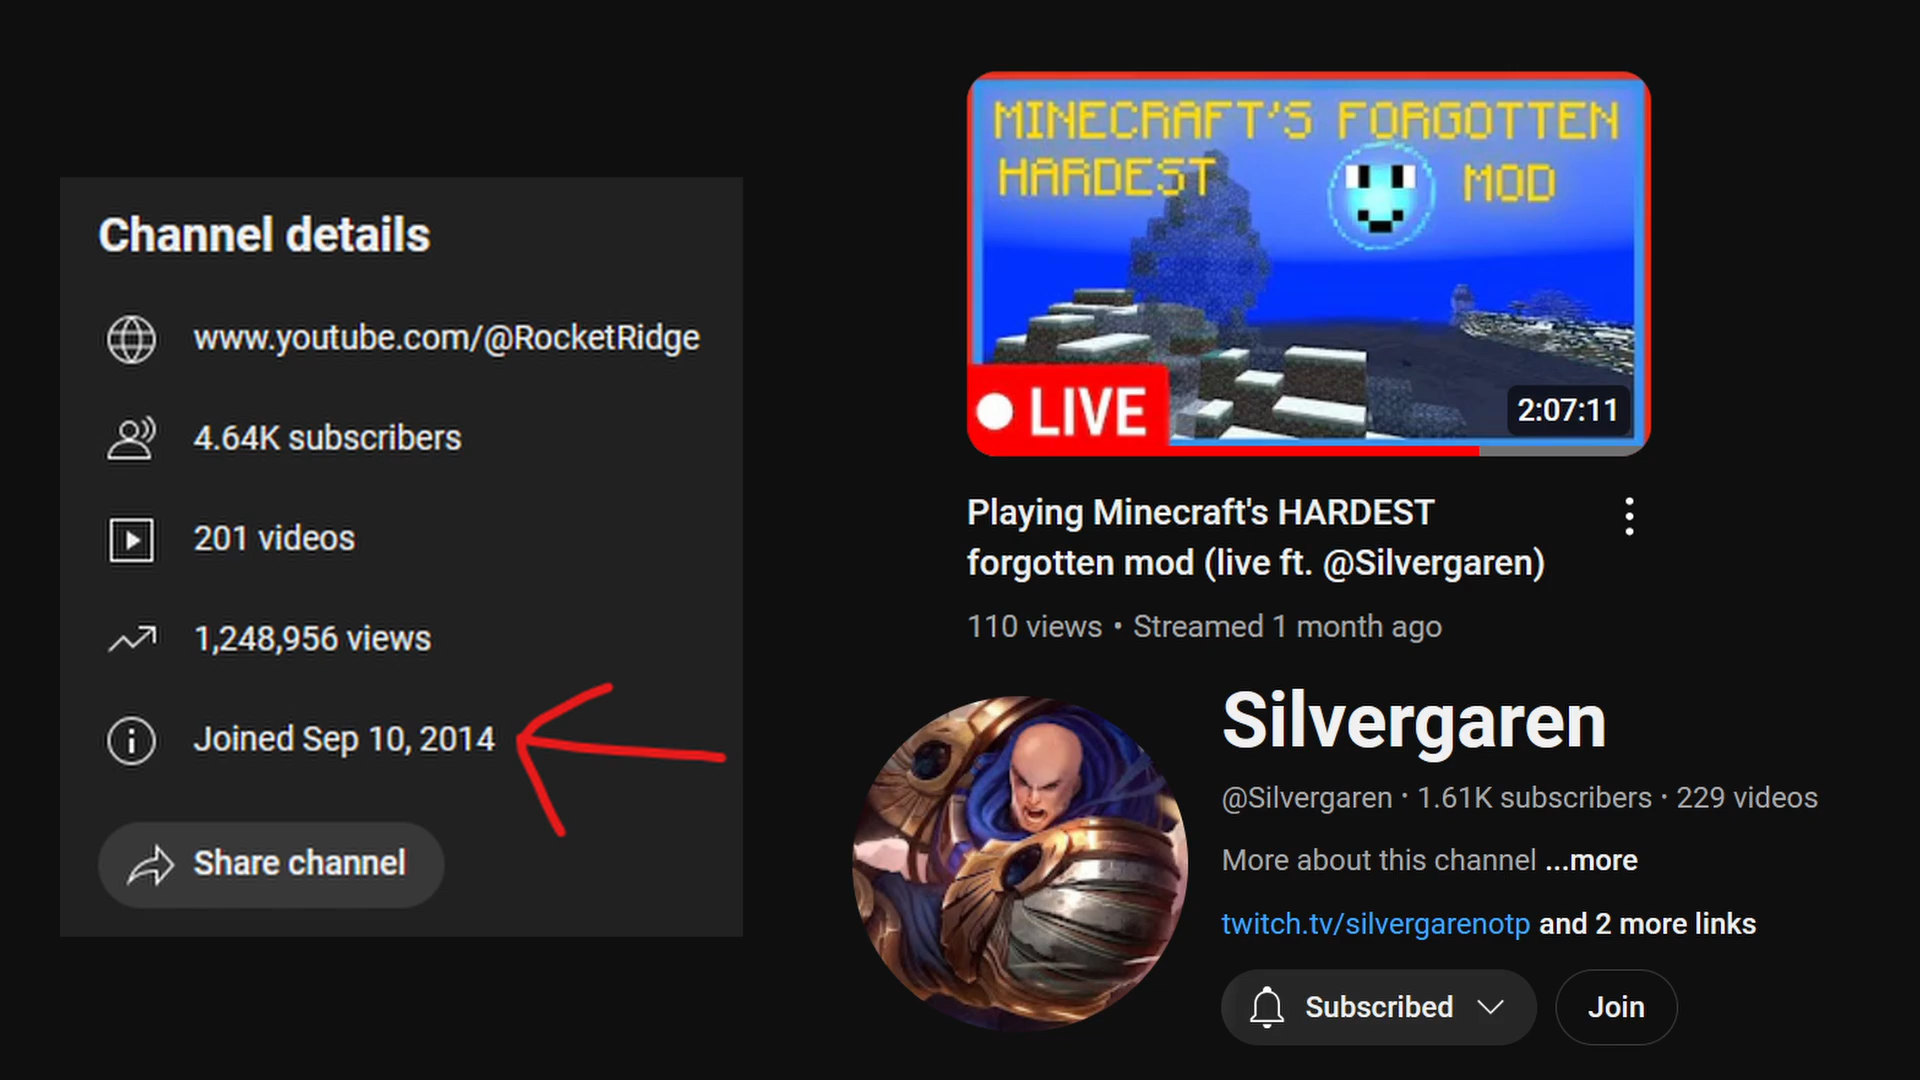 Channel details
www.youtube.com/@RocketRidge
4.64K subscribers
201 videos
1,248,956 views
Joined Sep 10, 2014
Share channel
MINECRAFT'S FORGOTTEN
HARDEST MOD
LIVE
2:07:11
Playing Minecraft's HARDEST
forgotten mod (live ft. @Silvergaren)
110 views • Streamed 1 month ago
Silvergaren
@Silvergaren · 1.61K subscribers · 229 videos
More about this channel ...more
twitch.tv/silvergarenotp and 2 more links
Subscribed
Join